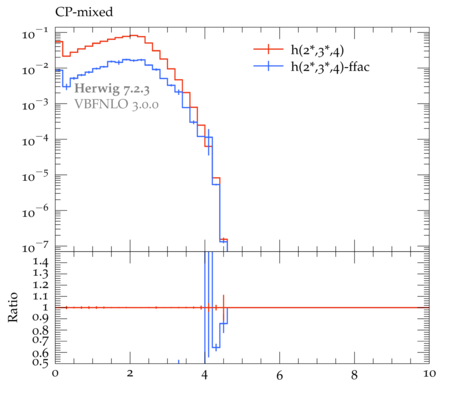 CP-mixed
10⁻¹
h(2*,3*,4)
10⁻²
h(2*,3*,4)-ffac
Herwig 7.2.3
VBFNLO 3.0.0
10⁻³
10⁻⁴
10⁻⁵
10⁻⁶
10⁻⁷
1.4
1.3
1.2
1.1
1
0.9
0.8
0.7
0.6
0.5
Ratio
0 2 4 6 8 10